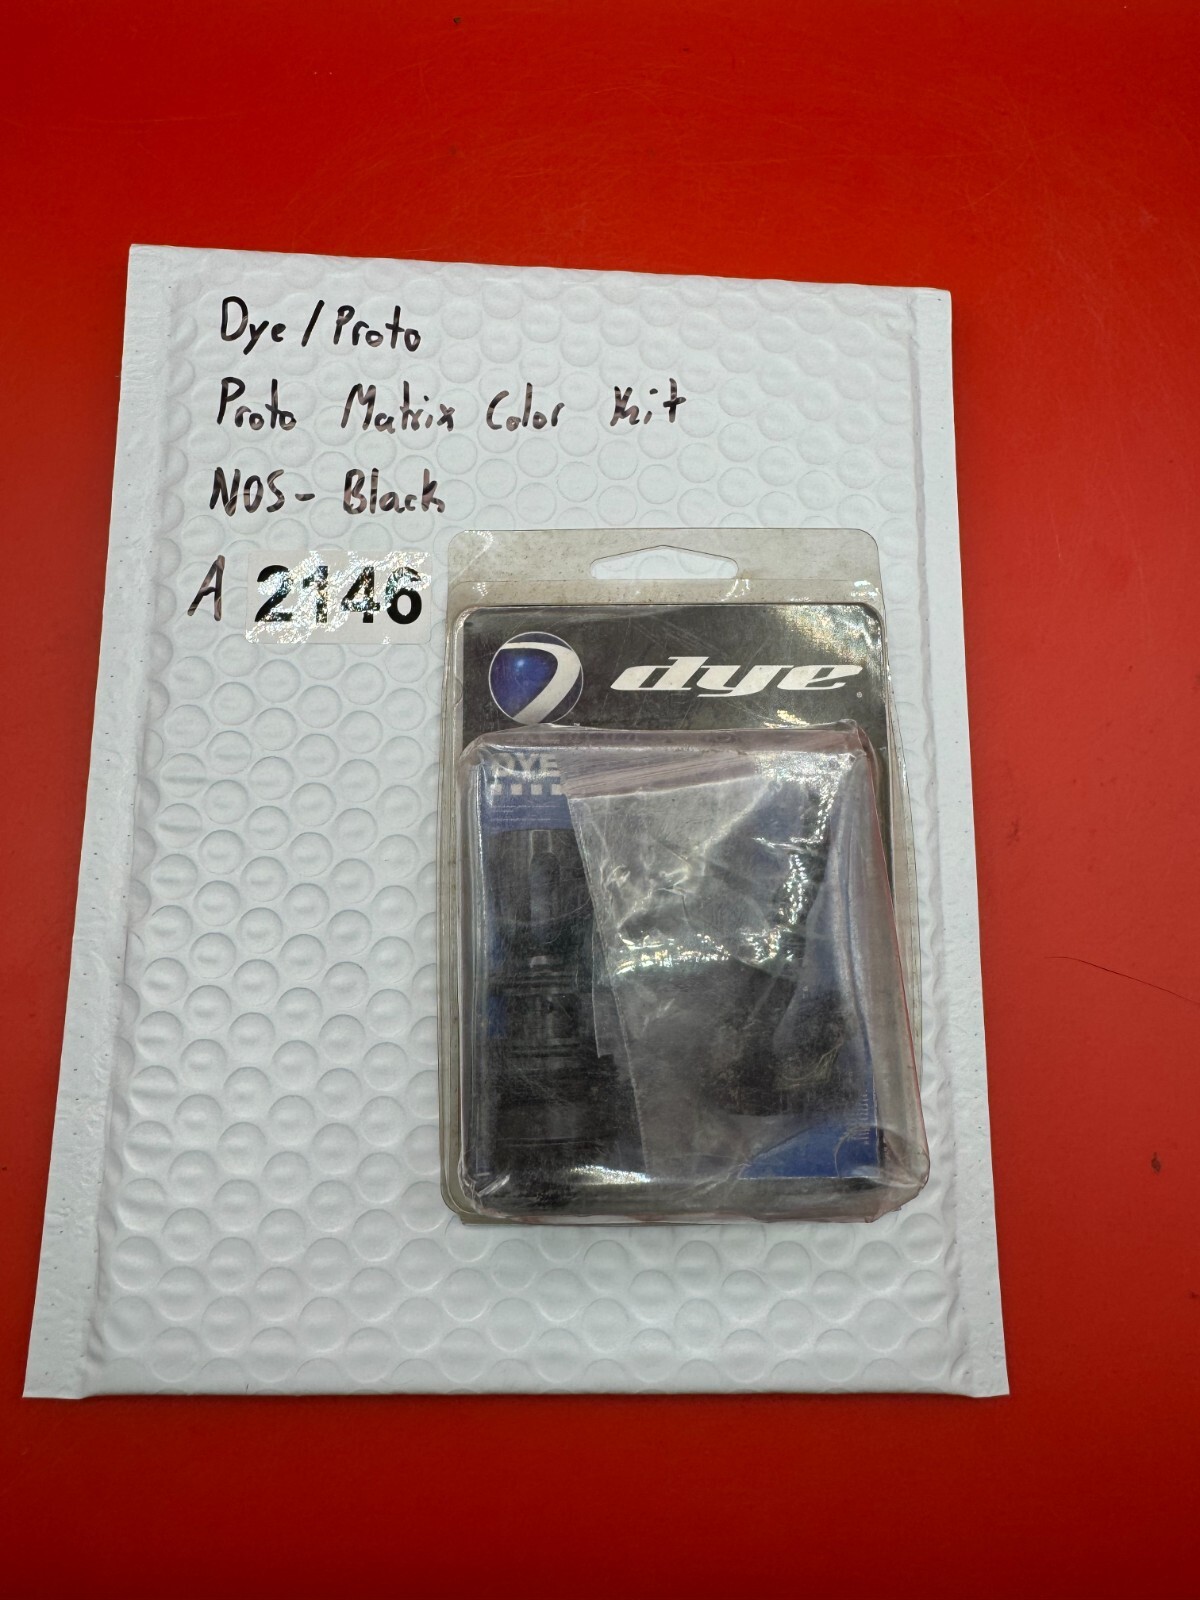 Dye / Proto
Proto Matrix Color Kit
NOS - Black
A 2146
dye
DYE